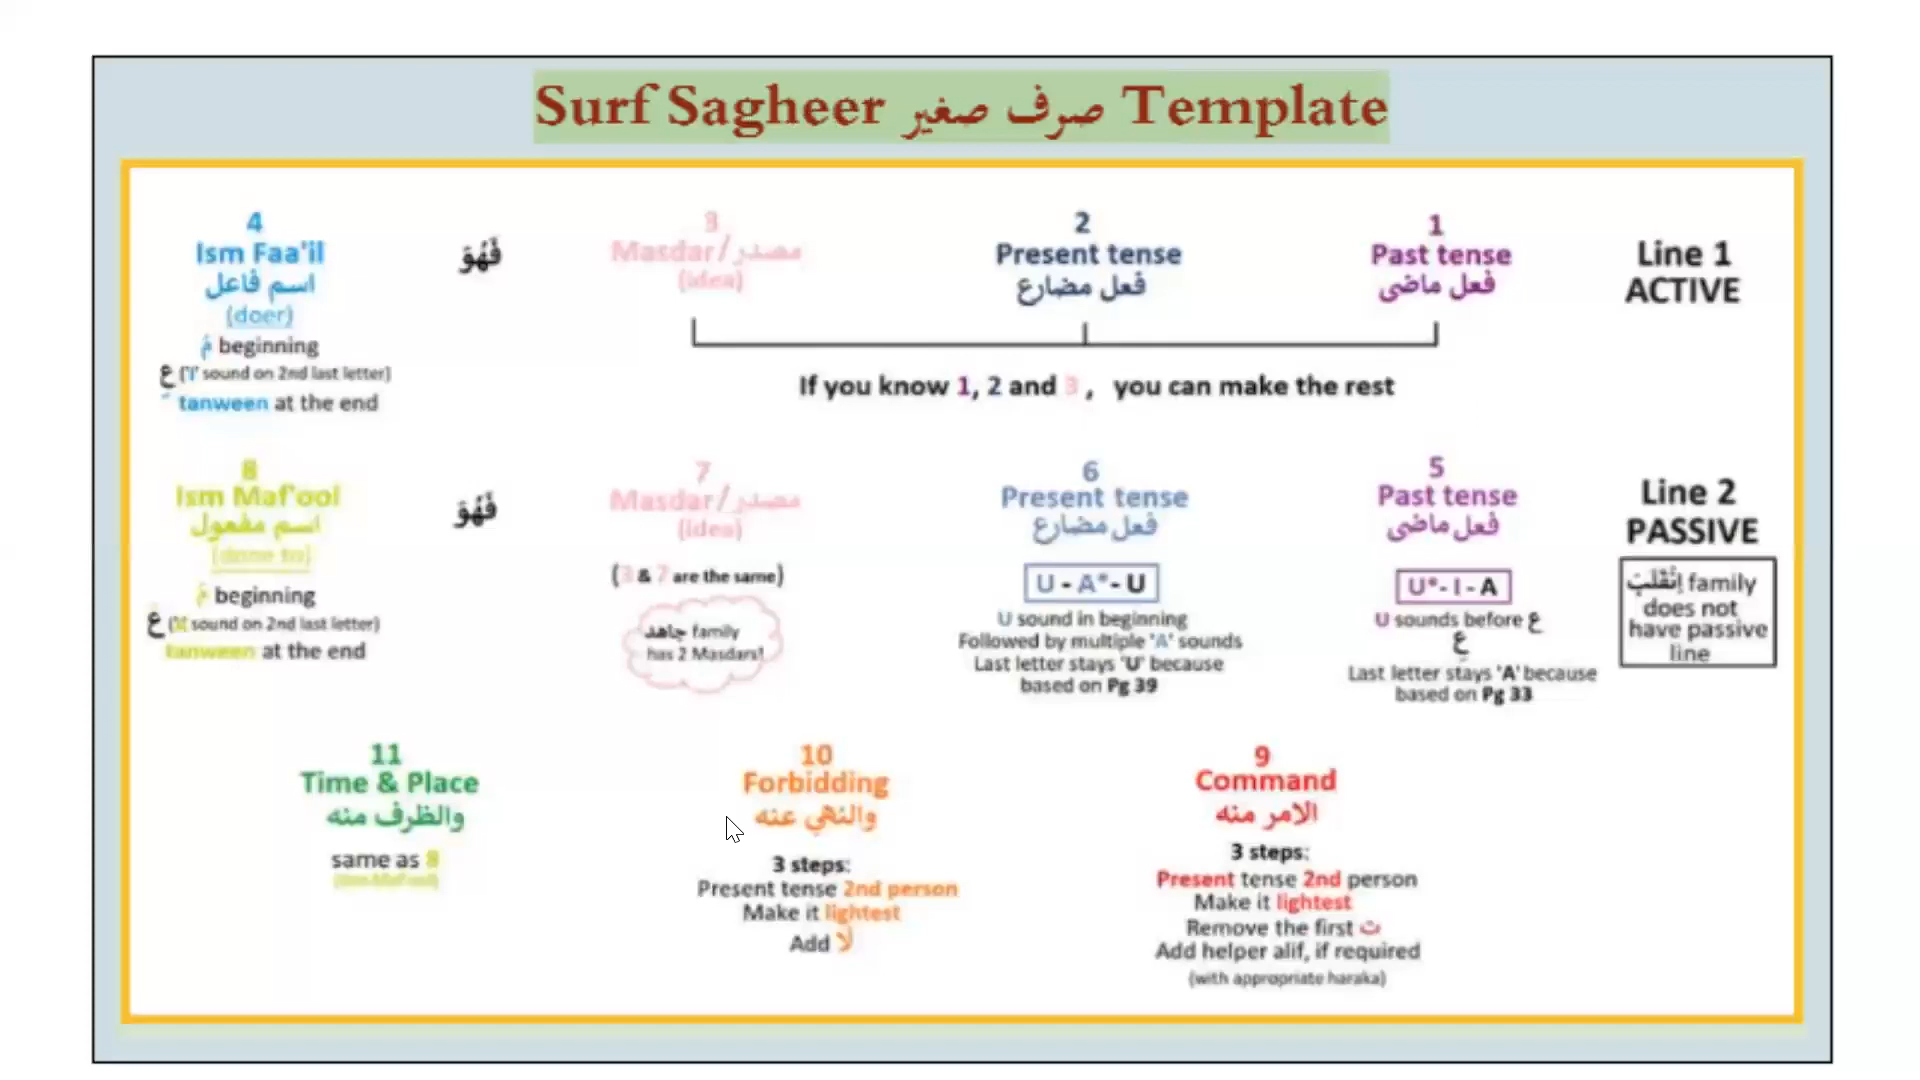 Surf Sagheer صرف صغير Template
Line 1
ACTIVE
1
Past tense
فعل ماضى
2
Present tense
فعل مضارع
3
Masdar/مصدر
(idea)
فَهُوَ
4
Ism Faa'il
اسم فاعل
(doer)
مُ beginning
ع ('I' sound on 2nd last letter)
tanween at the end
If you know 1, 2 and 3, you can make the rest
Line 2
PASSIVE
إِنْقَلَبَ family
does not
have passive
line
5
Past tense
فعل ماضى
U*- I - A
U sounds before ع
عِ
Last letter stays 'A' because
based on Pg 33
6
Present tense
فعل مضارع
U - A*- U
U sound in beginning
Followed by multiple 'A' sounds
Last letter stays 'U' because
based on Pg 39
7
Masdar/مصدر
(idea)
(3 & 7 are the same)
جاهد family
has 2 Masdars!
فَهُوَ
8
Ism Maf'ool
اسم مفعول
(done to)
مُ beginning
ع sound on 2nd last letter)
tanween at the end
9
Command
الامر منه
3 steps:
Present tense 2nd person
Make it lightest
Remove the first ت
Add helper alif, if required
(with appropriate haraka)
10
Forbidding
والنهي عنه
3 steps:
Present tense 2nd person
Make it lightest
Add لَا
11
Time & Place
والظرف منه
same as 8
(Ism Maf'ool)